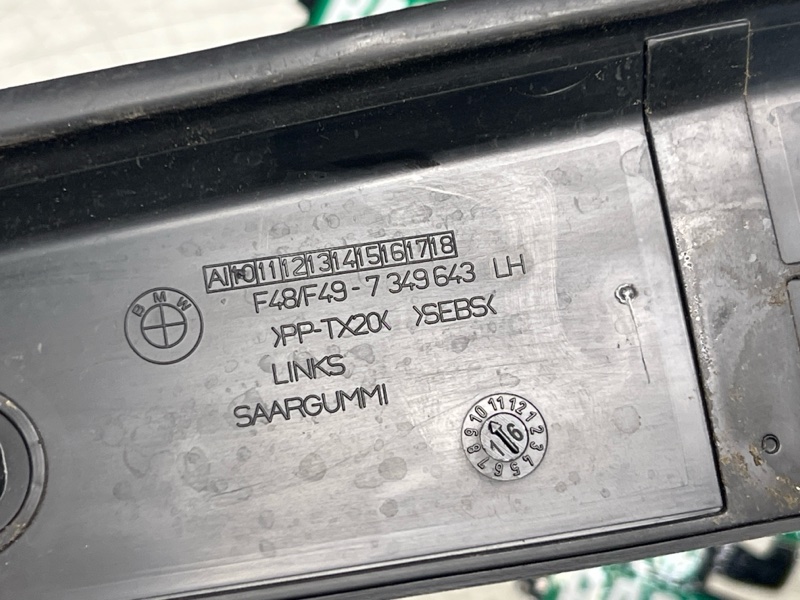 AI 10 11 12 13 14 15 16 17 18
F48/F49-7 349 643 LH
BMW
>PP-TX20< >SEBS<
LINKS
SAARGUMMI
1 2 3 4 5 6 7 8 9 10 11 12
16